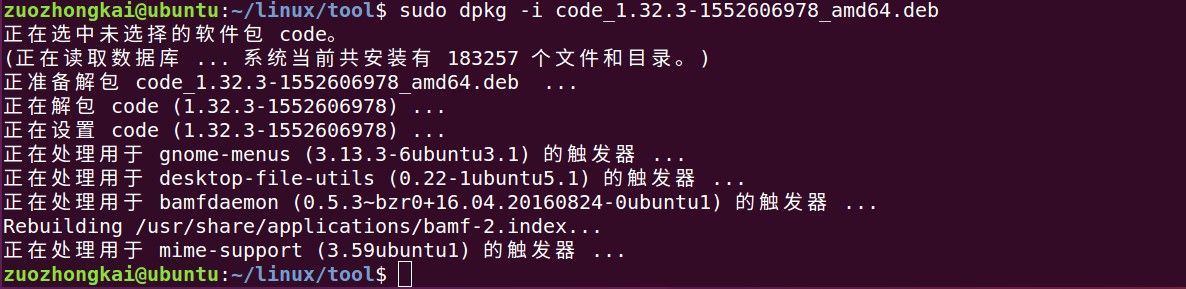 zuozhongkai@ubuntu:~/linux/tool$ sudo dpkg -i code_1.32.3-1552606978_amd64.deb
正在选中未选择的软件包 code。
(正在读取数据库 ... 系统当前共安装有 183257 个文件和目录。)
正准备解包 code_1.32.3-1552606978_amd64.deb  ...
正在解包 code (1.32.3-1552606978) ...
正在设置 code (1.32.3-1552606978) ...
正在处理用于 gnome-menus (3.13.3-6ubuntu3.1) 的触发器 ...
正在处理用于 desktop-file-utils (0.22-1ubuntu5.1) 的触发器 ...
正在处理用于 bamfdaemon (0.5.3~bzr0+16.04.20160824-0ubuntu1) 的触发器 ...
Rebuilding /usr/share/applications/bamf-2.index...
正在处理用于 mime-support (3.59ubuntu1) 的触发器 ...
zuozhongkai@ubuntu:~/linux/tool$